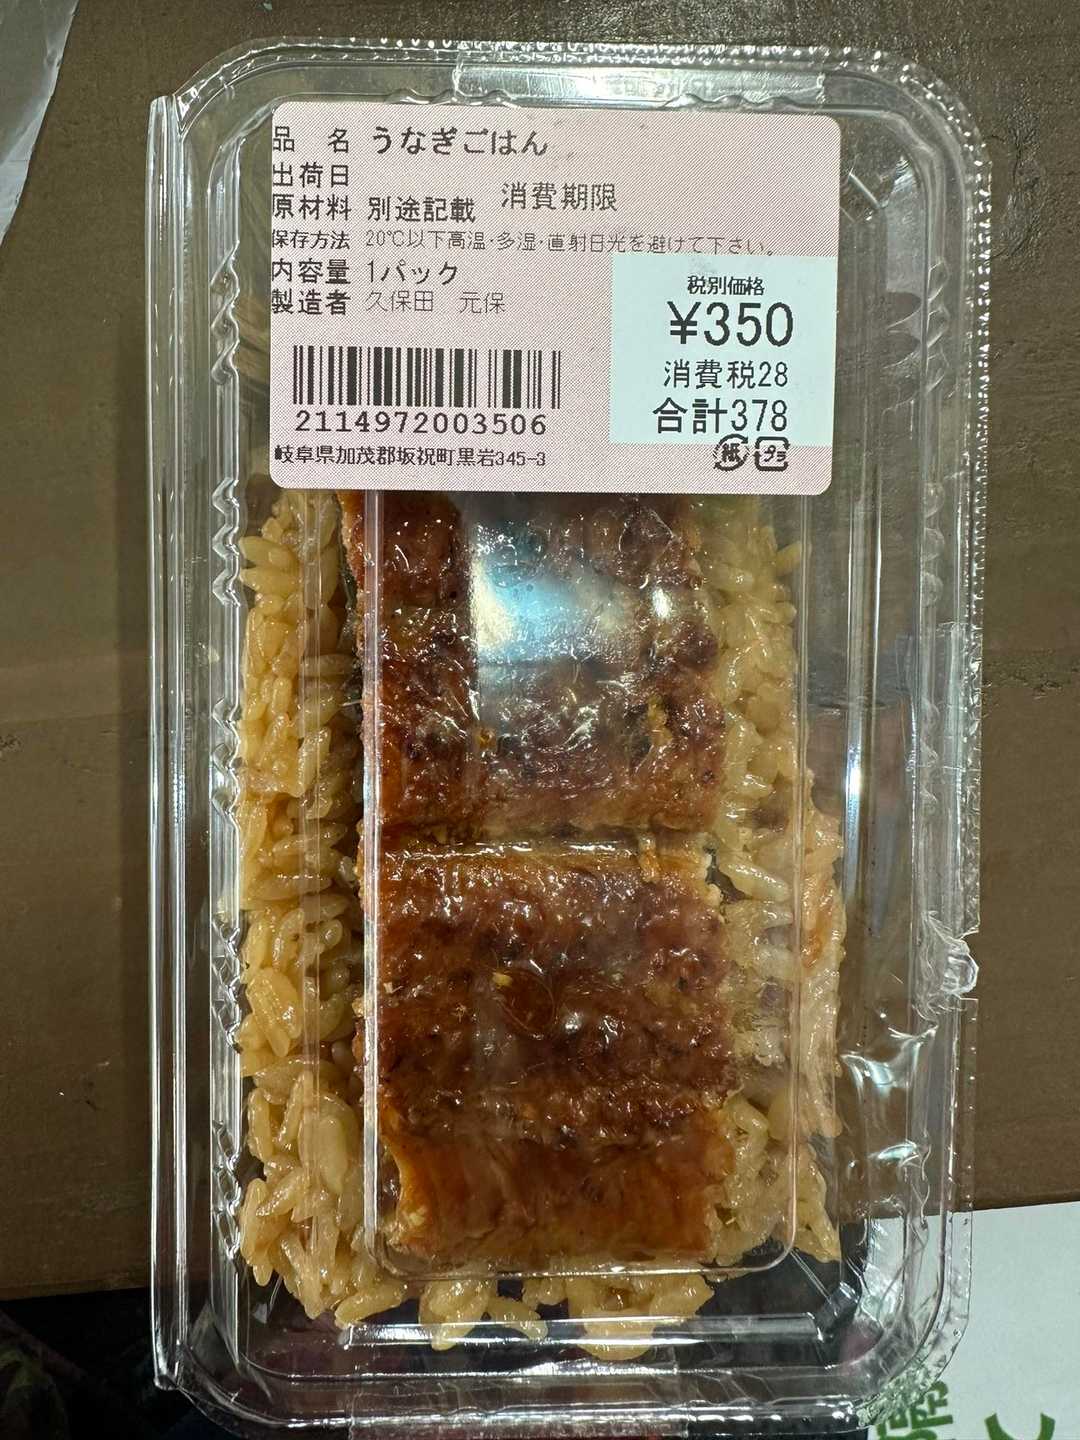 品　名 うなぎごはん
出荷日
消費期限
原材料 別途記載
保存方法 20℃以下高温・多湿・直射日光を避けて下さい。
内容量 1パック
製造者 久保田　元保
税別価格
¥350
消費税28
合計378
2114972003506
紙 プラ
岐阜県加茂郡坂祝町黒岩345-3